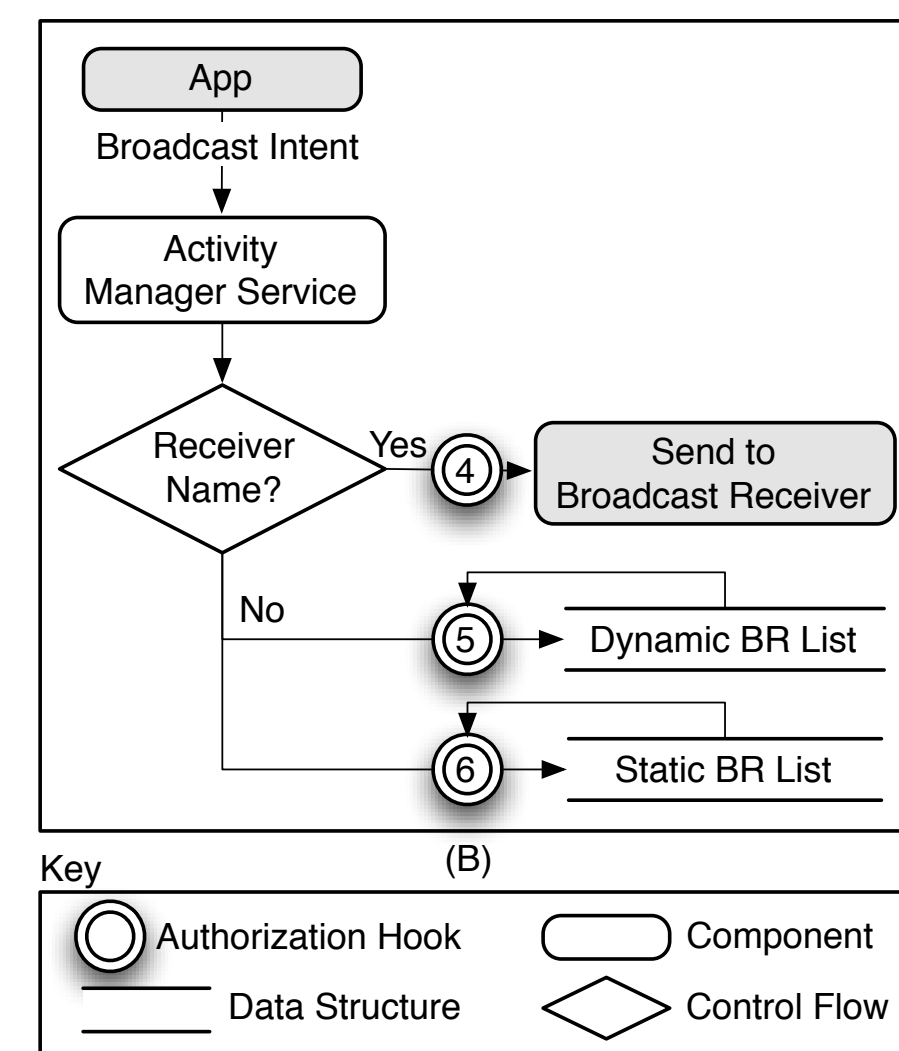 App
Broadcast Intent
Activity
Manager Service
Receiver
Name?
Yes
4
Send to
Broadcast Receiver
No
5
Dynamic BR List
6
Static BR List
(B)
Key
Authorization Hook
Component
Data Structure
Control Flow